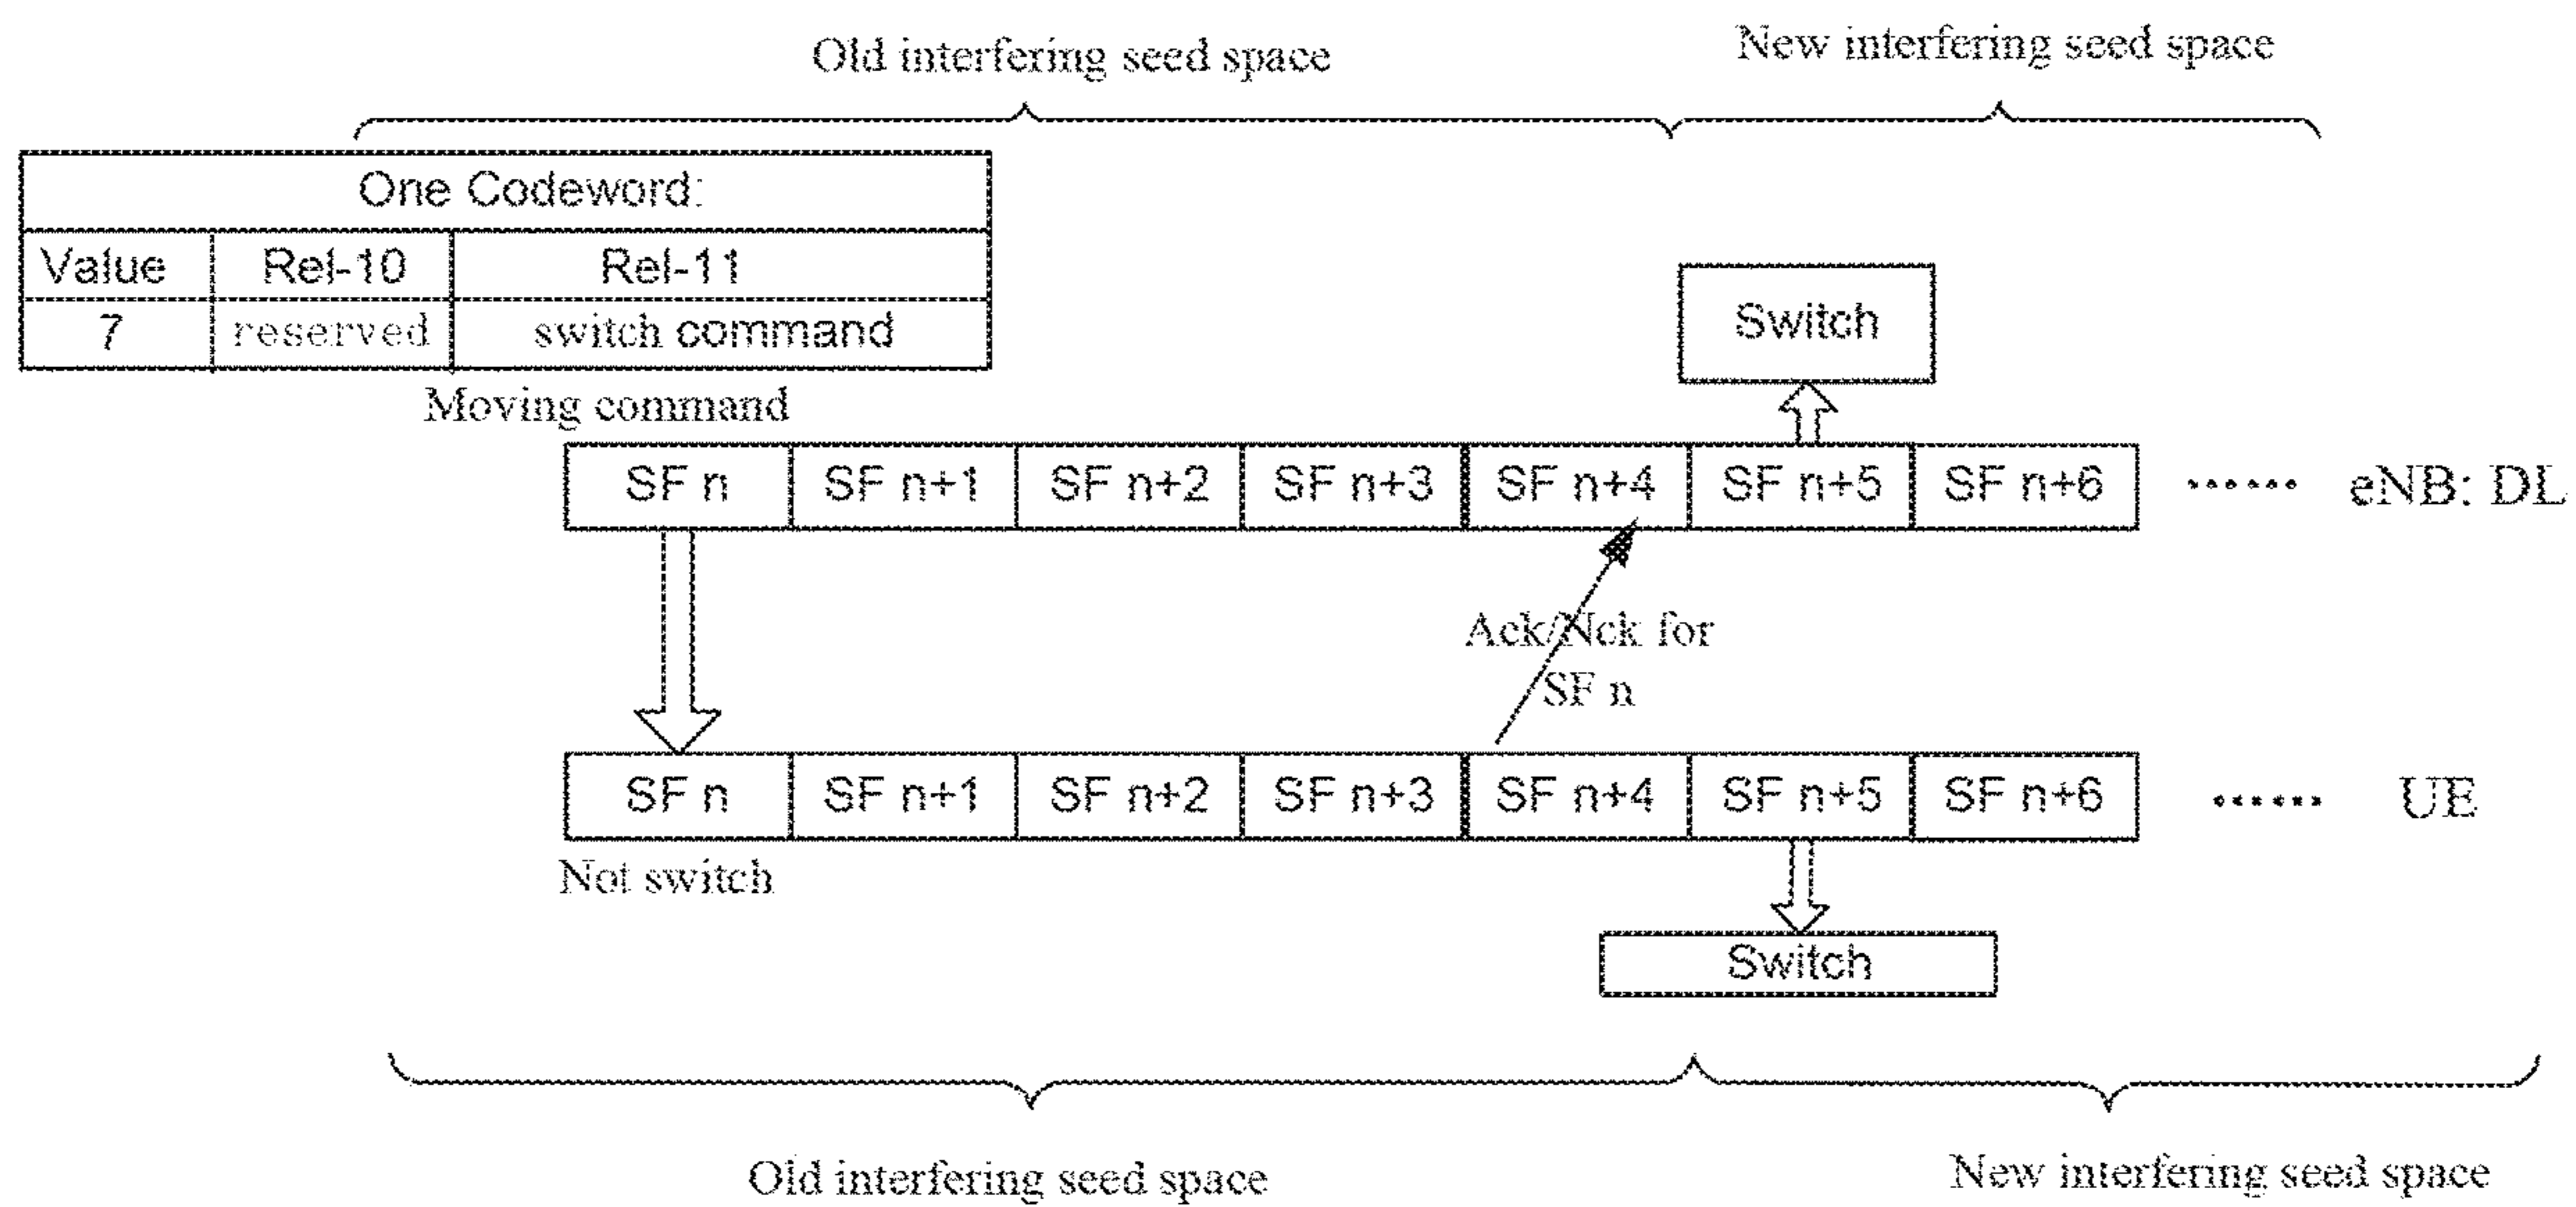 Old interfering seed space
New interfering seed space
One Codeword:
Value Rel-10 Rel-11
7 reserved switch command
Switch
Moving command
SF n SF n+1 SF n+2 SF n+3 SF n+4 SF n+5 SF n+6 ...... eNB: DL
Ack/Nck for
SF n
SF n SF n+1 SF n+2 SF n+3 SF n+4 SF n+5 SF n+6 ...... UE
Not switch
Switch
Old interfering seed space
New interfering seed space